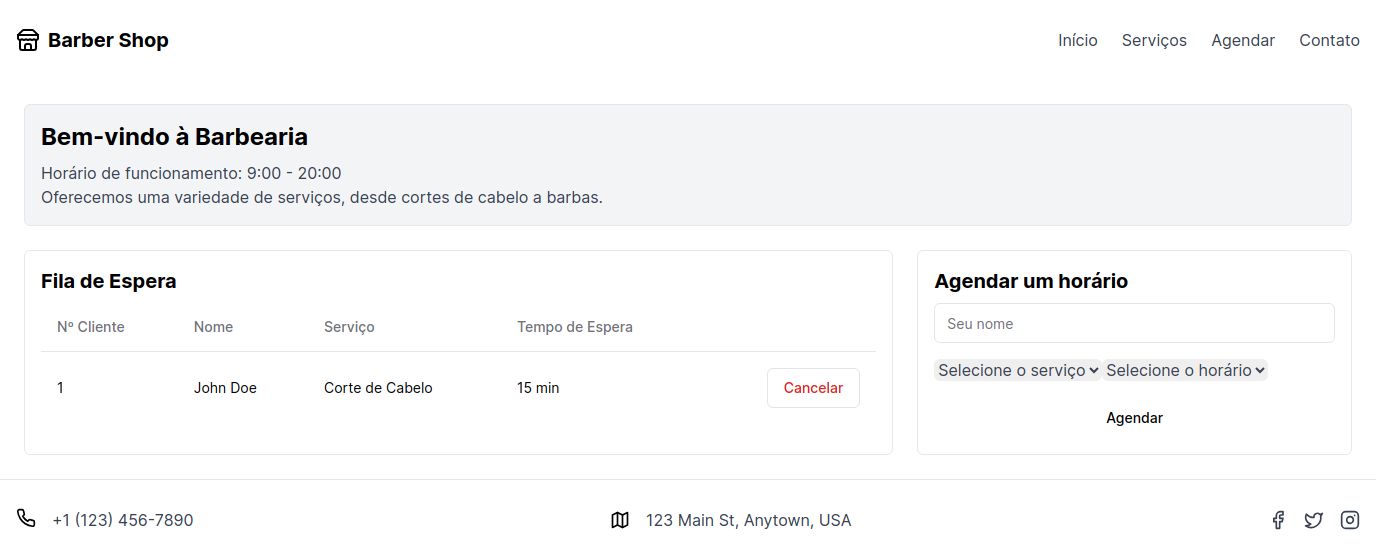 Barber Shop
Início Serviços Agendar Contato
Bem-vindo à Barbearia
Horário de funcionamento: 9:00 - 20:00
Oferecemos uma variedade de serviços, desde cortes de cabelo a barbas.
Fila de Espera
Nº Cliente Nome Serviço Tempo de Espera
1 John Doe Corte de Cabelo 15 min Cancelar
Agendar um horário
Seu nome
Selecione o serviço Selecione o horário
Agendar
+1 (123) 456-7890
123 Main St, Anytown, USA